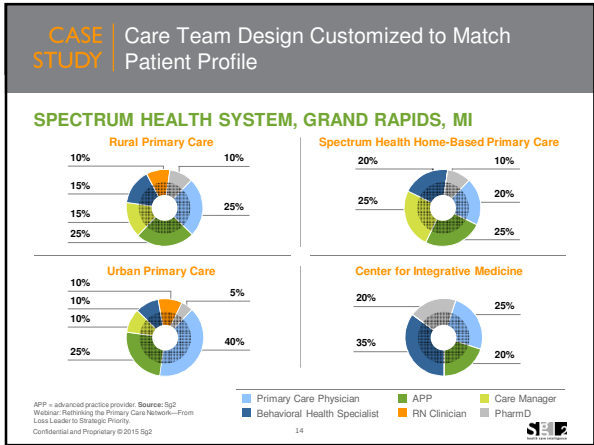 CASE STUDY
Care Team Design Customized to Match
Patient Profile
SPECTRUM HEALTH SYSTEM, GRAND RAPIDS, MI
Rural Primary Care
10%
10%
15%
15%
25%
25%
Spectrum Health Home-Based Primary Care
20%
10%
25%
20%
25%
Urban Primary Care
10%
5%
10%
10%
25%
40%
Center for Integrative Medicine
20%
25%
35%
20%
Primary Care Physician
APP
Care Manager
Behavioral Health Specialist
RN Clinician
PharmD
APP = advanced practice provider. Source: Sg2
Webinar: Rethinking the Primary Care Network—From
Loss Leader to Strategic Priority.
Confidential and Proprietary © 2015 Sg2
14
SG2
health care intelligence